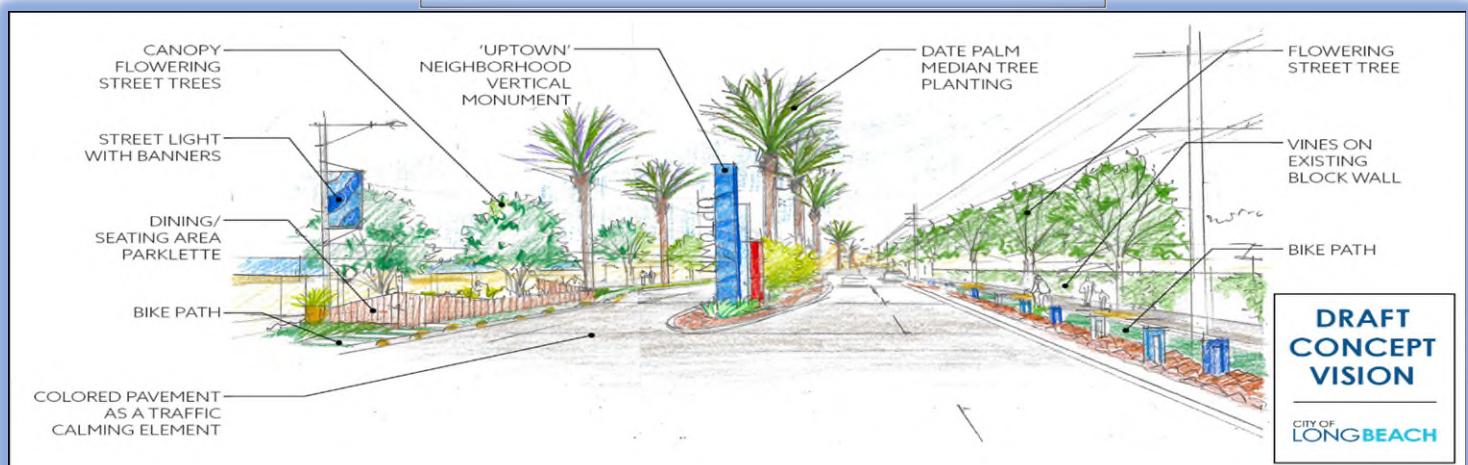 CANOPY
FLOWERING
STREET TREES
'UPTOWN'
NEIGHBORHOOD
VERTICAL
MONUMENT
DATE PALM
MEDIAN TREE
PLANTING
FLOWERING
STREET TREE
STREET LIGHT
WITH BANNERS
VINES ON
EXISTING
BLOCK WALL
DINING/
SEATING AREA
PARKLETTE
BIKE PATH
BIKE PATH
COLORED PAVEMENT
AS A TRAFFIC
CALMING ELEMENT
DRAFT
CONCEPT
VISION
CITY OF
LONGBEACH